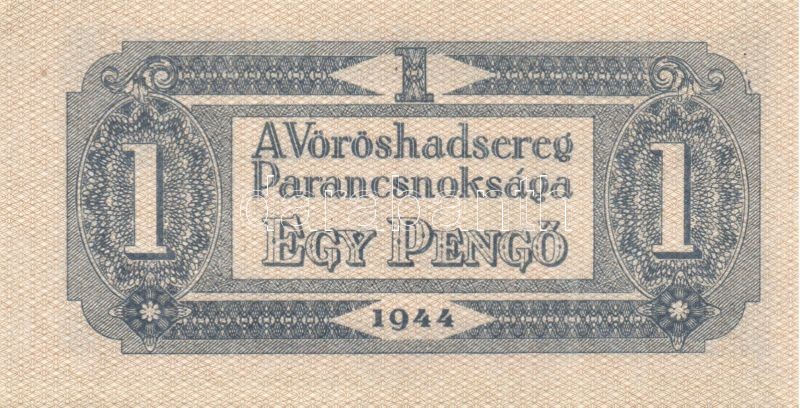 1
A Vöröshadsereg
Parancsnoksága
EGY PENGŐ
1 1
1944